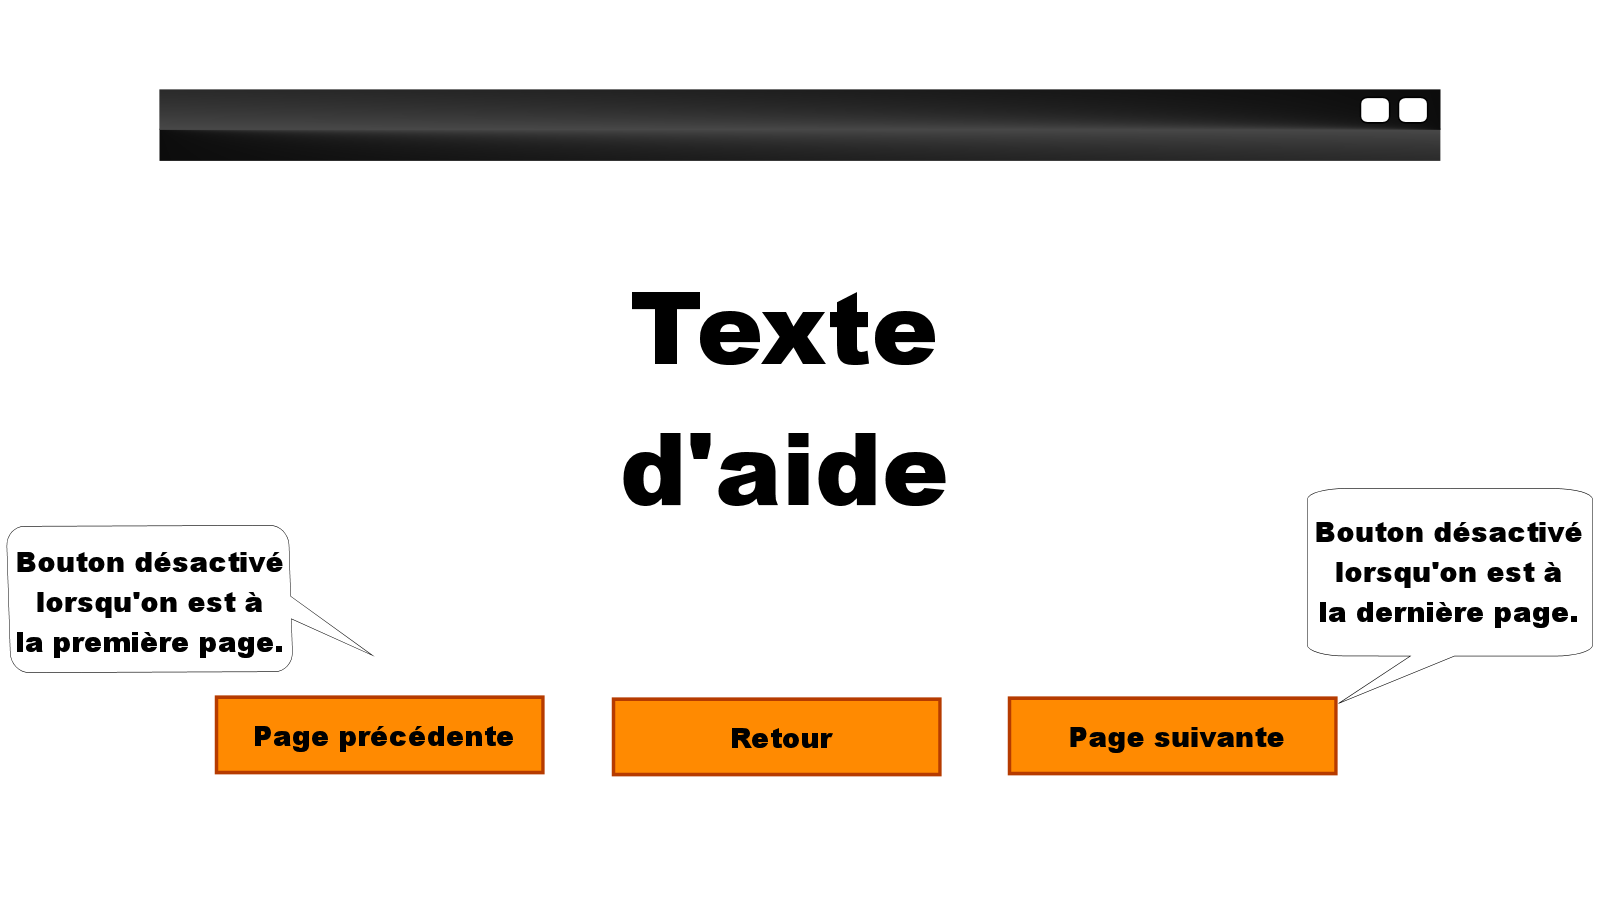 Texte
d'aide
Bouton désactivé
lorsqu'on est à
la première page.
Bouton désactivé
lorsqu'on est à
la dernière page.
Page précédente
Retour
Page suivante